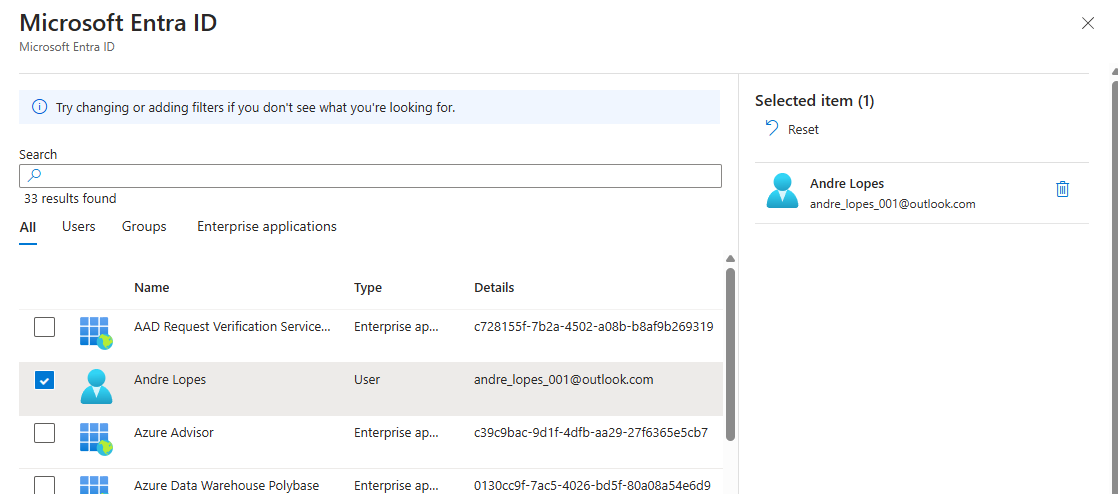 Microsoft Entra ID
Microsoft Entra ID
Try changing or adding filters if you don't see what you're looking for.
Search
33 results found
All Users Groups Enterprise applications
Name Type Details
AAD Request Verification Service... Enterprise ap... c728155f-7b2a-4502-a08b-b8af9b269319
Andre Lopes User andre_lopes_001@outlook.com
Azure Advisor Enterprise ap... c39c9bac-9d1f-4dfb-aa29-27f6365e5cb7
Azure Data Warehouse Polybase Enterprise ap... 0130cc9f-7ac5-4026-bd5f-80a08a54e6d9
Selected item (1)
Reset
Andre Lopes
andre_lopes_001@outlook.com